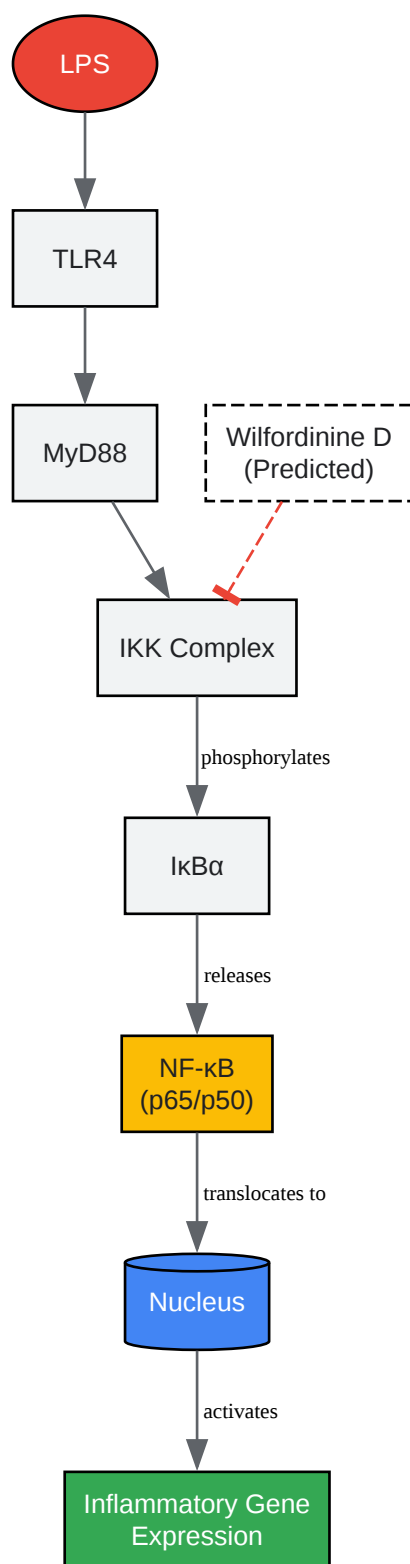 LPS
TLR4
MyD88
Wilfordinine D
(Predicted)
IKK Complex
phosphorylates
IκBα
releases
NF-κB
(p65/p50)
translocates to
Nucleus
activates
Inflammatory Gene
Expression